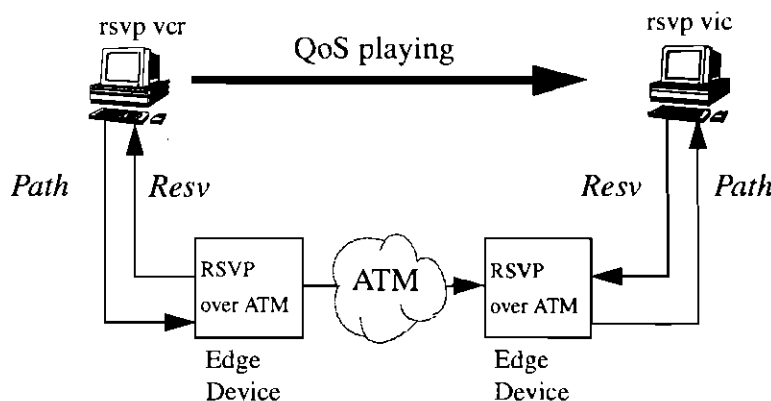 rsvp vcr
rsvp vic
QoS playing
Path
Resv
Resv
Path
RSVP
over ATM
ATM
RSVP
over ATM
Edge
Device
Edge
Device